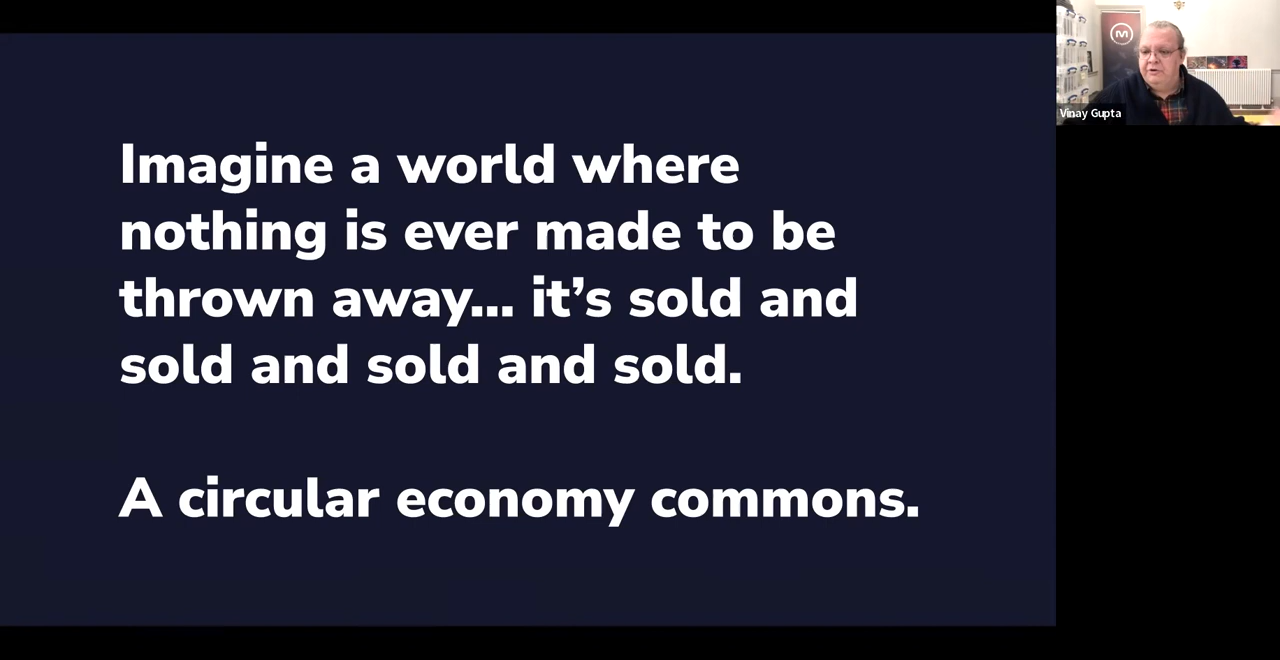 Imagine a world where
nothing is ever made to be
thrown away... it’s sold and
sold and sold and sold.
A circular economy commons.
Vinay Gupta